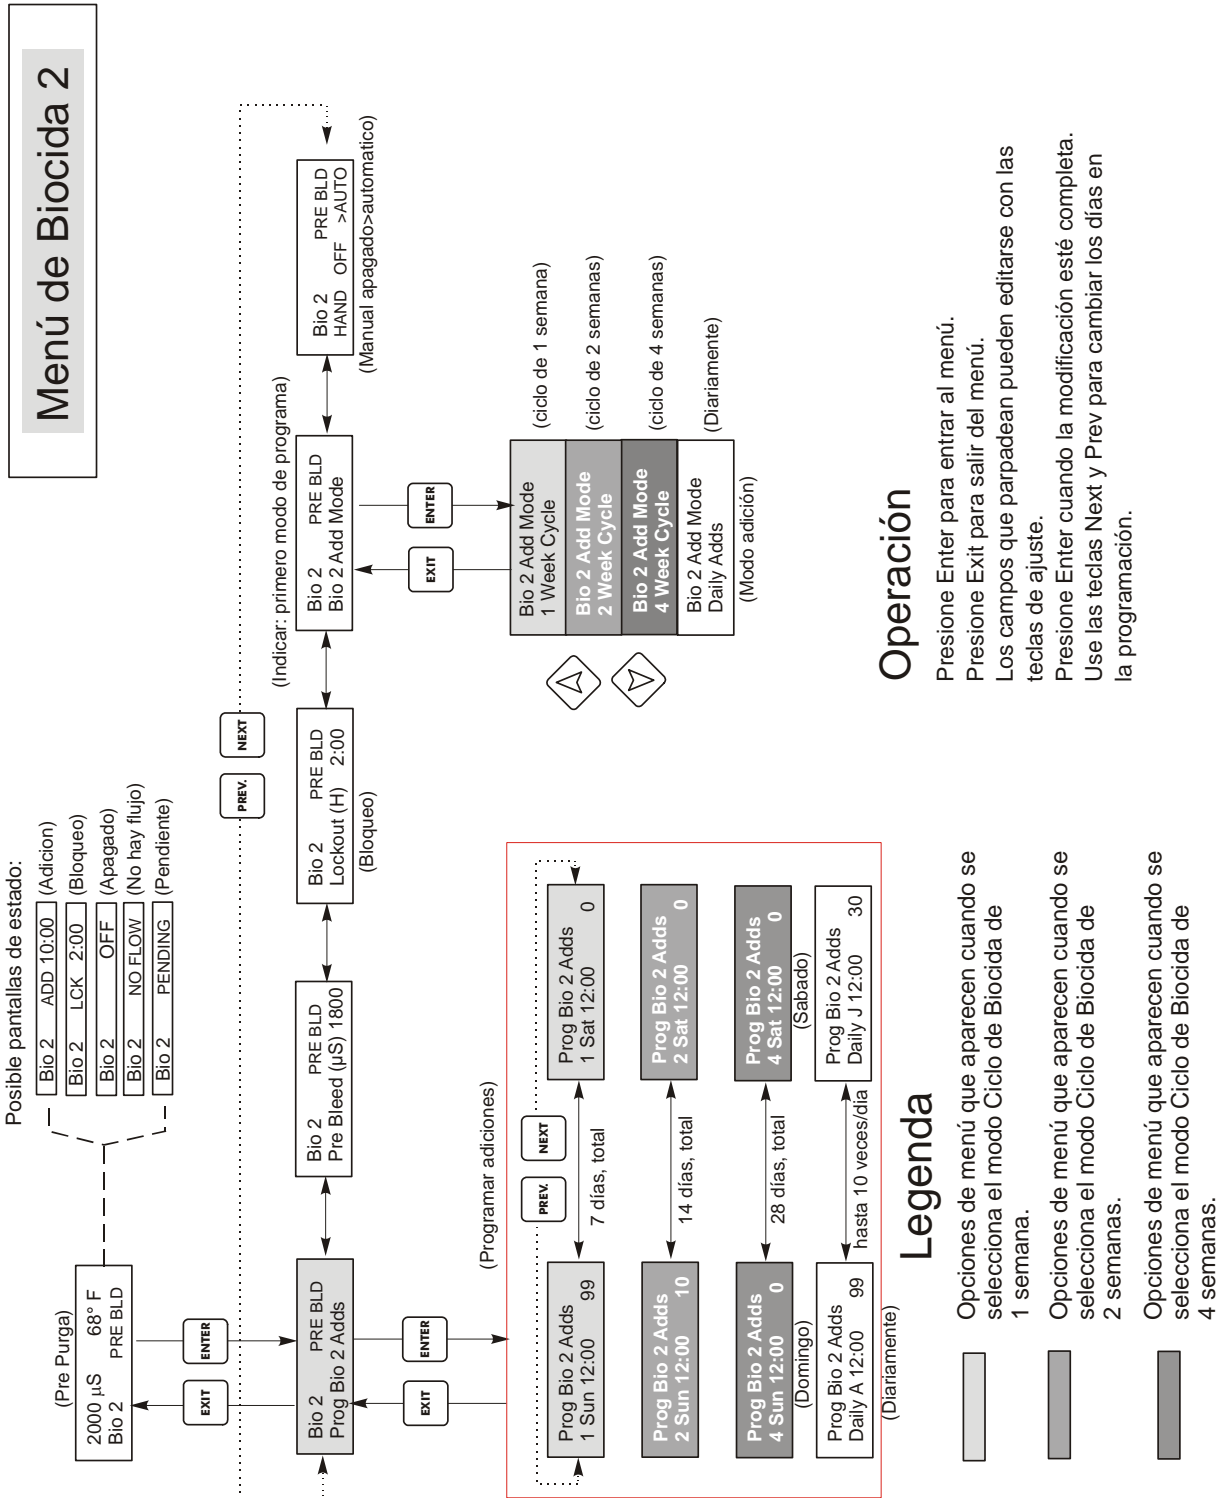 Menú de Biocida 2
Posible pantallas de estado:
(Pre Purga)
2000 µS 68° F
Bio 2 PRE BLD
Bio 2 ADD 10:00 (Adicion)
Bio 2 LCK 2:00 (Bloqueo)
Bio 2 OFF (Apagado)
Bio 2 NO FLOW (No hay flujo)
Bio 2 PENDING (Pendiente)
EXIT
ENTER
PREV.
NEXT
Bio 2 PRE BLD
Prog Bio 2 Adds
Bio 2 PRE BLD
Pre Bleed (µS) 1800
Bio 2 PRE BLD
Lockout (H) 2:00
(Bloqueo)
(Indicar: primero modo de programa)
Bio 2 PRE BLD
Bio 2 Add Mode
Bio 2 PRE BLD
HAND OFF >AUTO
(Manual apagado>automatico)
EXIT
ENTER
(Programar adiciones)
PREV.
NEXT
Prog Bio 2 Adds
1 Sun 12:00 99
7 días, total
Prog Bio 2 Adds
1 Sat 12:00 0
Prog Bio 2 Adds
2 Sun 12:00 10
14 días, total
Prog Bio 2 Adds
2 Sat 12:00 0
Prog Bio 2 Adds
4 Sun 12:00 0
(Domingo)
28 días, total
Prog Bio 2 Adds
4 Sat 12:00 0
(Sabado)
Prog Bio 2 Adds
Daily A 12:00 99
(Diariamente)
hasta 10 veces/dia
Prog Bio 2 Adds
Daily J 12:00 30
EXIT
ENTER
Bio 2 Add Mode
1 Week Cycle
(ciclo de 1 semana)
Bio 2 Add Mode
2 Week Cycle
(ciclo de 2 semanas)
Bio 2 Add Mode
4 Week Cycle
(ciclo de 4 semanas)
Bio 2 Add Mode
Daily Adds
(Diariamente)
(Modo adición)
Legenda
Opciones de menú que aparecen cuando se
selecciona el modo Ciclo de Biocida de
1 semana.
Opciones de menú que aparecen cuando se
selecciona el modo Ciclo de Biocida de
2 semanas.
Opciones de menú que aparecen cuando se
selecciona el modo Ciclo de Biocida de
4 semanas.
Operación
Presione Enter para entrar al menú.
Presione Exit para salir del menú.
Los campos que parpadean pueden editarse con las
teclas de ajuste.
Presione Enter cuando la modificación esté completa.
Use las teclas Next y Prev para cambiar los días en
la programación.